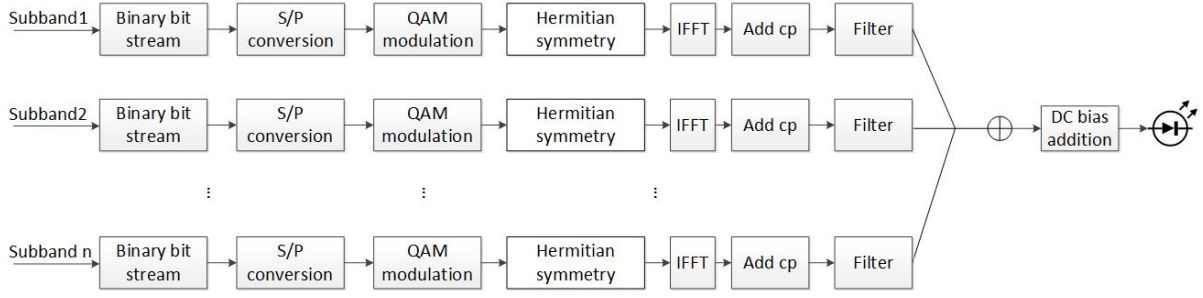 Subband1
Binary bit
stream
S/P
conversion
QAM
modulation
Hermitian
symmetry
IFFT
Add cp
Filter
Subband2
Binary bit
stream
S/P
conversion
QAM
modulation
Hermitian
symmetry
IFFT
Add cp
Filter
DC bias
addition
Subband n
Binary bit
stream
S/P
conversion
QAM
modulation
Hermitian
symmetry
IFFT
Add cp
Filter